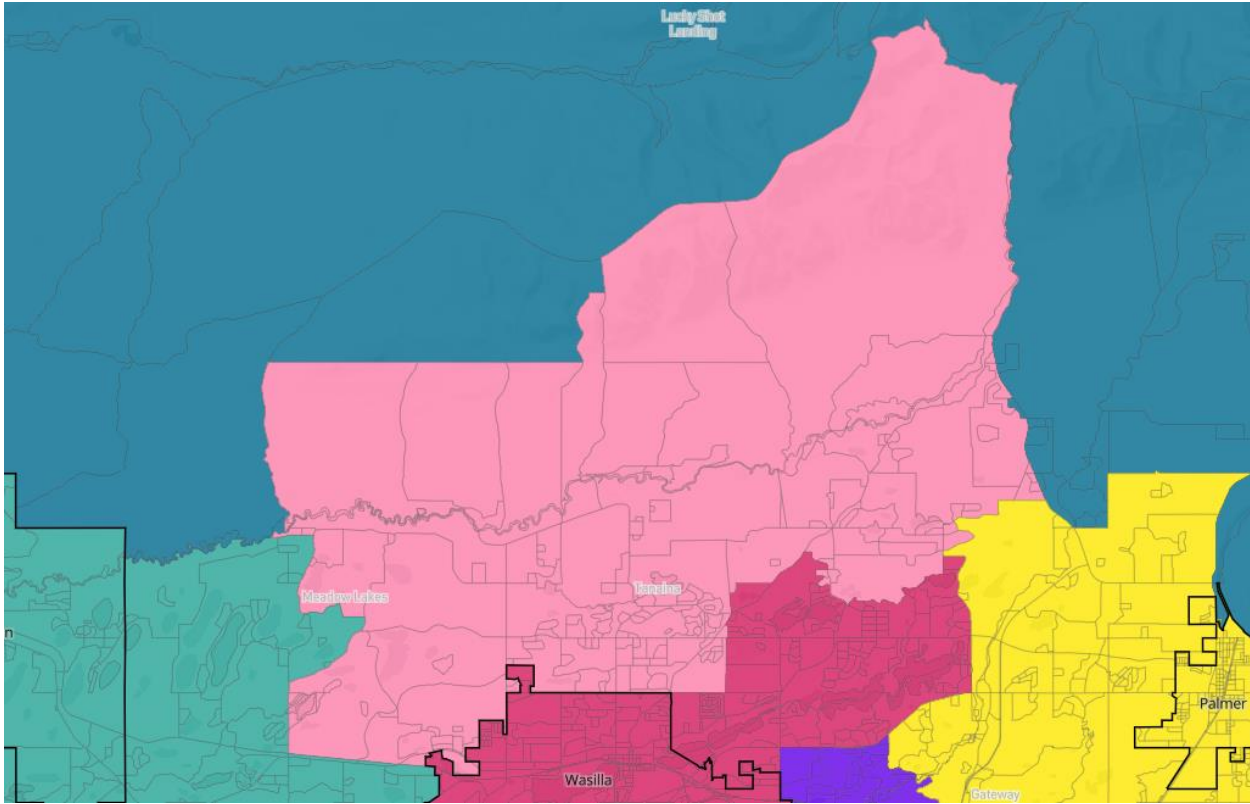 Lucky Shot
Landing
Meadow Lakes
Tanaina
n
Palmer
Wasilla
Gateway